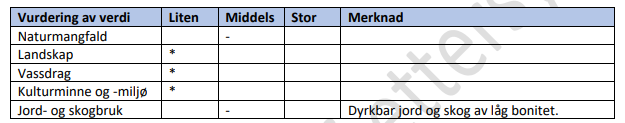 Vurdering av verdi Liten Middels Stor Merknad
Naturmangfald -
Landskap *
Vassdrag *
Kulturminne og -miljø *
Jord- og skogbruk - Dyrkbar jord og skog av låg bonitet.